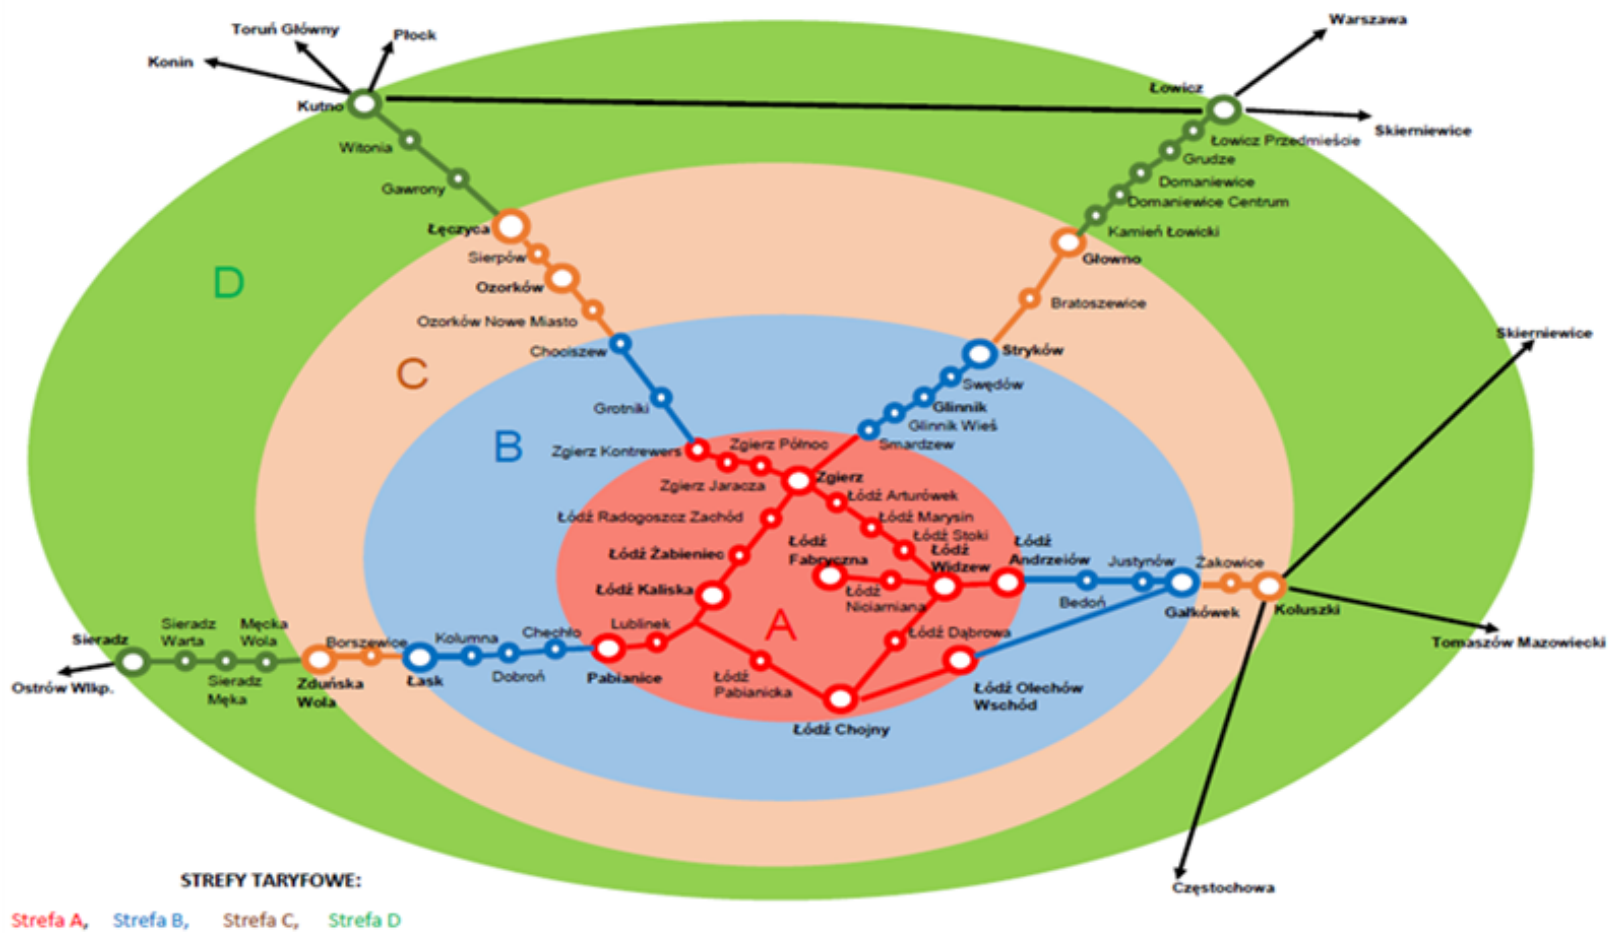 Warszawa
Toruń Główny
Płock
Konin
Łowicz
Kutno
Skierniewice
Łowicz Przedmieście
Witonia
Grudze
Gawrony
Domaniewice
Domaniewice Centrum
Łęczyca
Kamień Łowicki
Sierpów
Głowno
D
Ozorków
Bratoszewice
Ozorków Nowe Miasto
Skierniewice
Chociszew
Stryków
C
Swędów
Grotniki
Glinnik
Glinnik Wieś
B
Zgierz Kontrewers
Zgierz Północ
Smardzew
Zgierz Jaracza
Zgierz
Łódź Arturówek
Łódź Radogoszcz Zachód
Łódź Marysin
Łódź Stoki
Łódź
Fabryczna
Łódź
Widzew
Łódź
Andrzeiów
Łódź Żabieniec
Justynów
Żakowice
Łódź Kaliska
Łódź
Niciarniana
Bedoń
Gałkówek
Koluszki
A
Lublinek
Łódź Dąbrowa
Tomaszów Mazowiecki
Sieradz
Sieradz
Warta
Męcka
Wola
Borszewice
Kolumna
Chechło
Ostrów Wlkp.
Sieradz
Męka
Zduńska
Wola
Łask
Dobroń
Pabianice
Łódź
Pabianicka
Łódź Olechów
Wschód
Łódź Chojny
Częstochowa
STREFY TARYFOWE:
Strefa A, Strefa B, Strefa C, Strefa D